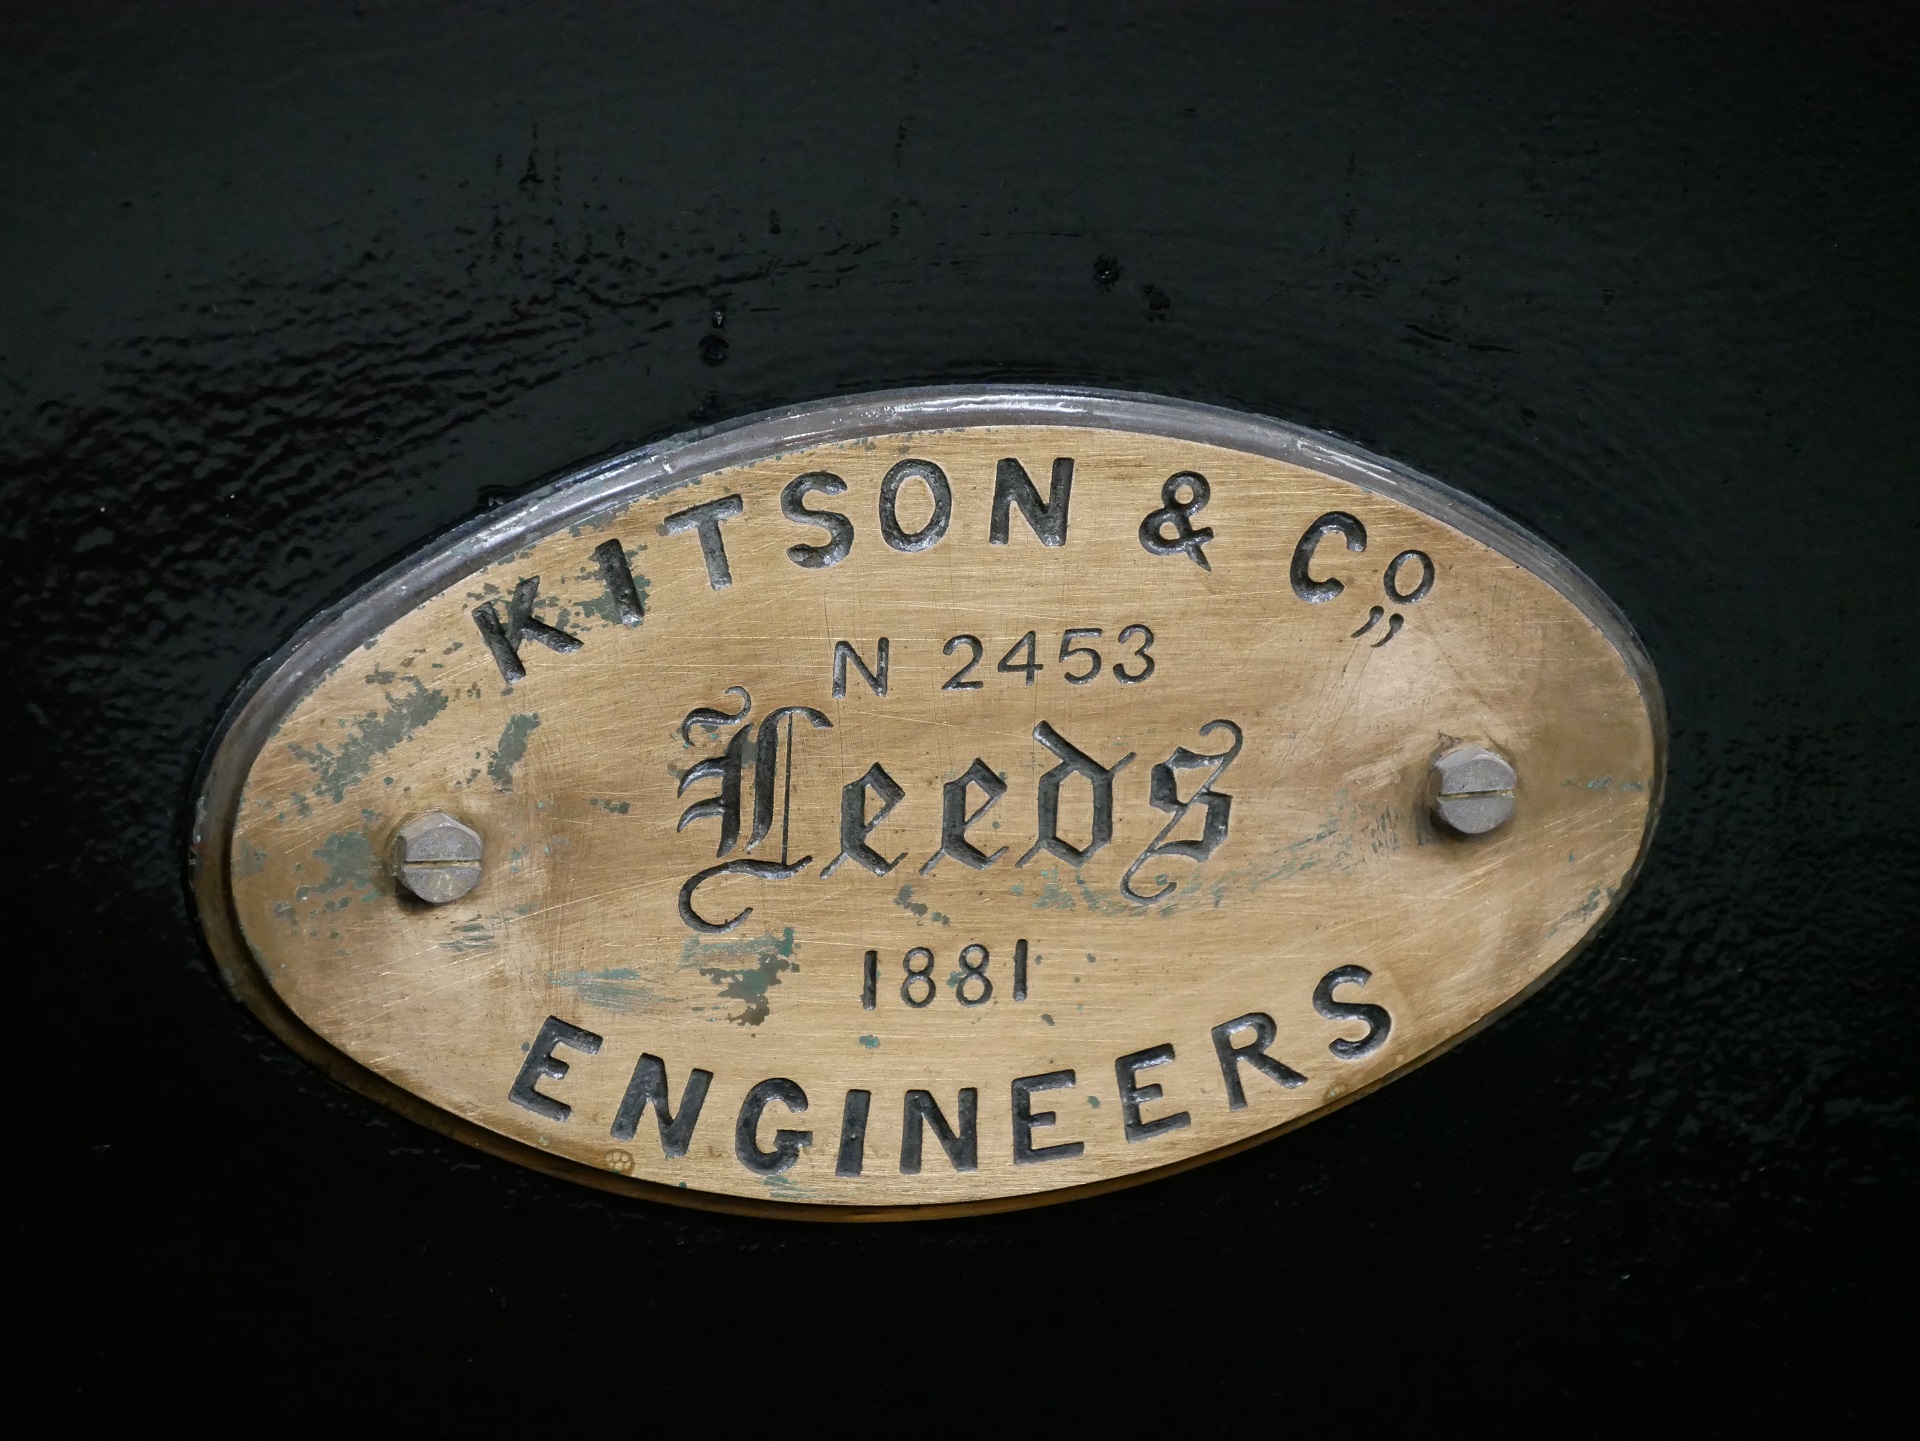 KITSON & Co„
N 2453
Leeds
1881
ENGINEERS